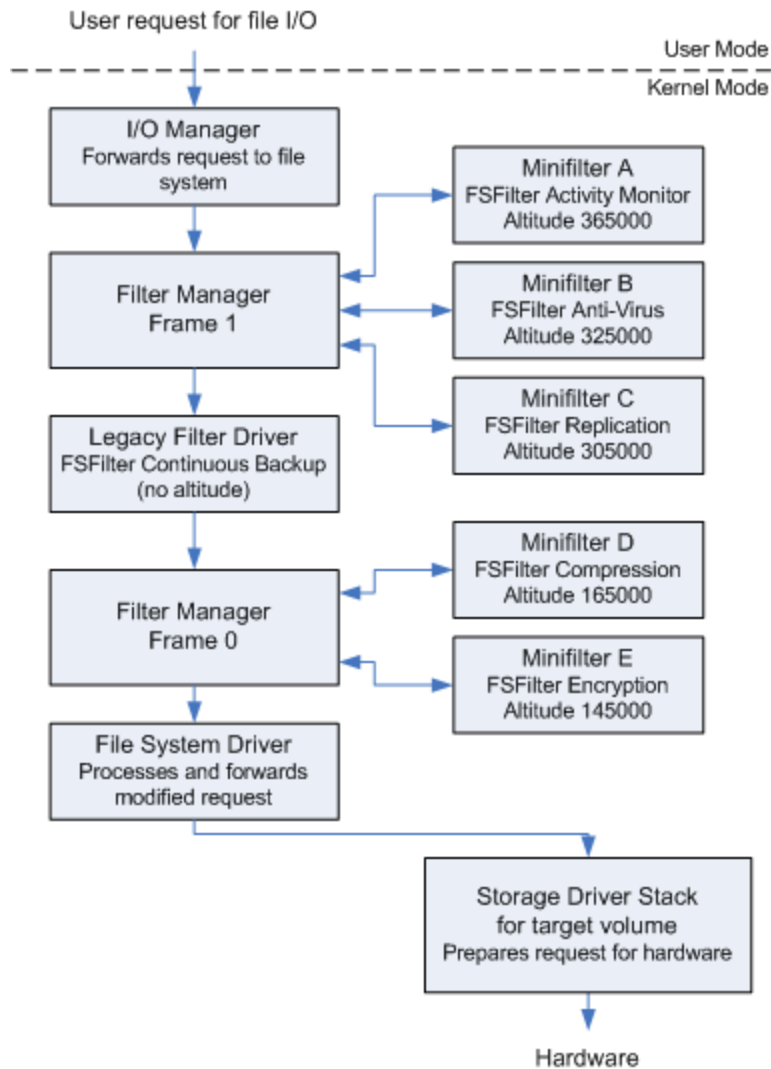 User request for file I/O
User Mode
Kernel Mode
I/O Manager
Forwards request to file
system
Minifilter A
FSFilter Activity Monitor
Altitude 365000
Filter Manager
Frame 1
Minifilter B
FSFilter Anti-Virus
Altitude 325000
Minifilter C
FSFilter Replication
Altitude 305000
Legacy Filter Driver
FSFilter Continuous Backup
(no altitude)
Minifilter D
FSFilter Compression
Altitude 165000
Filter Manager
Frame 0
Minifilter E
FSFilter Encryption
Altitude 145000
File System Driver
Processes and forwards
modified request
Storage Driver Stack
for target volume
Prepares request for hardware
Hardware